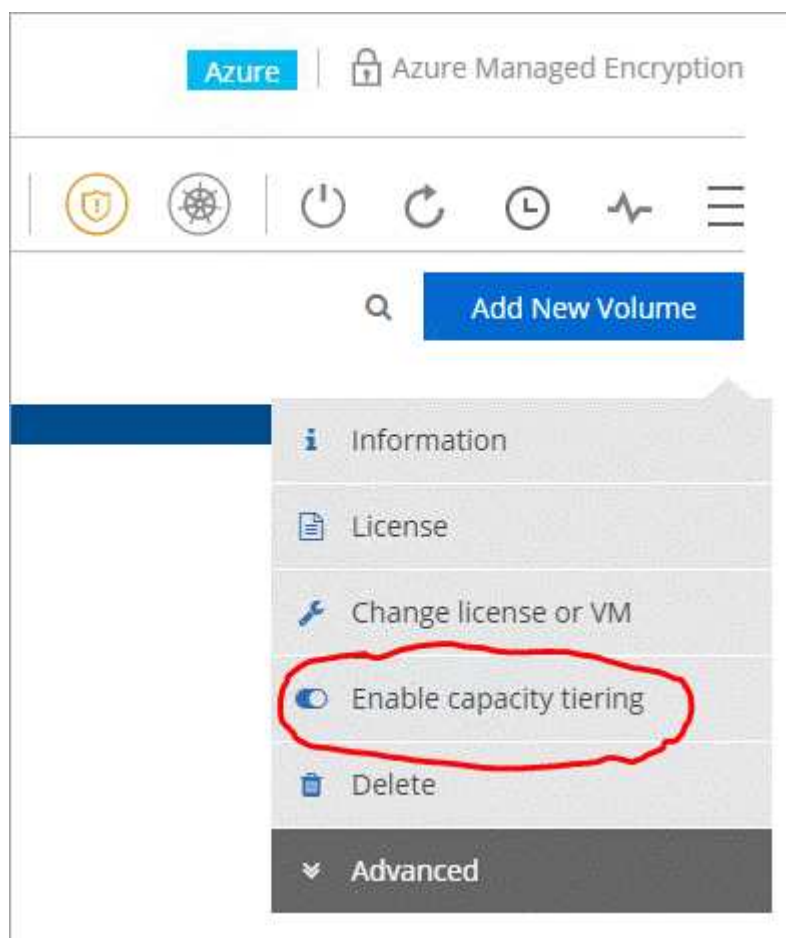 Azure
Azure Managed Encryption
Add New Volume
Information
License
Change license or VM
Enable capacity tiering
Delete
Advanced